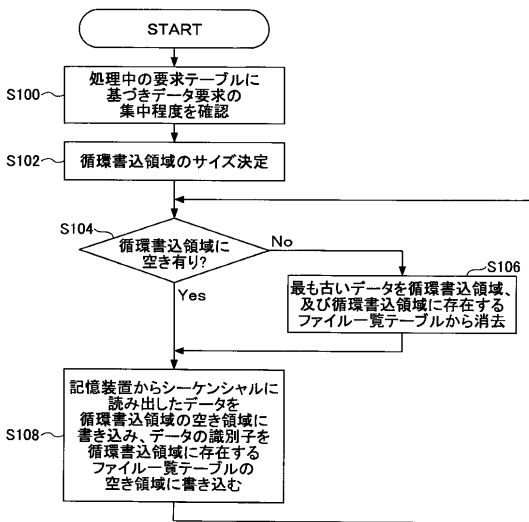 START
S100
処理中の要求テーブルに
基づきデータ要求の
集中程度を確認
S102
循環書込領域のサイズ決定
S104
循環書込領域に
空き有り?
No
Yes
S106
最も古いデータを循環書込領域、
及び循環書込領域に存在する
ファイル一覧テーブルから消去
S108
記憶装置からシーケンシャルに
読み出したデータを
循環書込領域の空き領域に
書き込み、データの識別子を
循環書込領域に存在する
ファイル一覧テーブルの
空き領域に書き込む